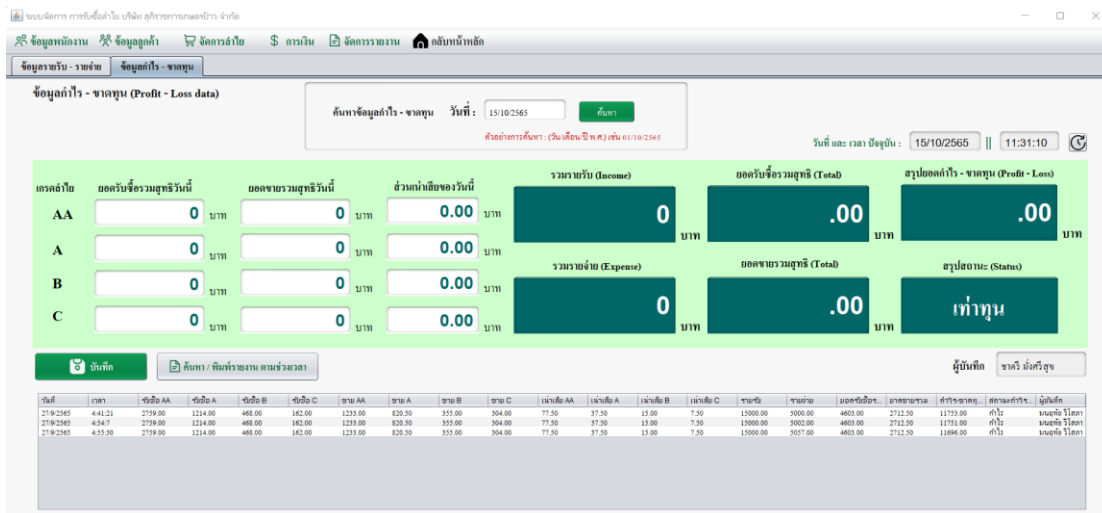 ระบบจัดการ การรับซื้อลำไย บริษัท สุภิราชการเกษตรป้าว จำกัด
ข้อมูลพนักงาน ข้อมูลลูกค้า จัดการลำไย $ การเงิน จัดการรายงาน กลับหน้าหลัก
ข้อมูลรายรับ - รายจ่าย ข้อมูลกำไร - ขาดทุน
ข้อมูลกำไร - ขาดทุน (Profit - Loss data)
ค้นหาข้อมูลกำไร - ขาดทุน วันที่ : 15/10/2565 ค้นหา
ตัวอย่างการค้นหา : (วัน/เดือน/ปี พ.ศ.) เช่น 01/10/2565
วันที่ และ เวลา ปัจจุบัน : 15/10/2565 || 11:31:10
เกรดลำไย ยอดรับซื้อรวมสุทธิวันนี้ ยอดขายรวมสุทธิวันนี้ ส่วนเน่าเสียของวันนี้ รวมรายรับ (Income) ยอดรับซื้อรวมสุทธิ (Total) สรุปยอดกำไร - ขาดทุน (Profit - Loss)
AA 0 บาท 0 บาท 0.00 บาท 0 บาท .00 บาท .00 บาท
A 0 บาท 0 บาท 0.00 บาท
รวมรายจ่าย (Expense) ยอดขายรวมสุทธิ (Total) สรุปสถานะ (Status)
B 0 บาท 0 บาท 0.00 บาท 0 บาท .00 บาท เท่าทุน
C 0 บาท 0 บาท 0.00 บาท
บันทึก ค้นหา / พิมพ์รายงาน ตามช่วงเวลา ผู้บันทึก ชาตรี มั่งศรีสุข
วันที่ เวลา รับซื้อ AA รับซื้อ A รับซื้อ B รับซื้อ C ขาย AA ขาย A ขาย B ขาย C เน่าเสีย AA เน่าเสีย A เน่าเสีย B เน่าเสีย C รายรับ รายจ่าย ยอดรับซื้อร... ยอดขายรวม กำไร-ขาดทุ... สถานะกำไร... ผู้บันทึก
27/9/2565 4:41:21 2759.00 1214.00 468.00 162.00 1233.00 820.50 355.00 304.00 77.50 37.50 15.00 7.50 15000.00 5000.00 4603.00 2712.50 11753.00 กำไร
27/9/2565 4:54:7 2759.00 1214.00 468.00 162.00 1233.00 820.50 355.00 304.00 77.50 37.50 15.00 7.50 15000.00 5002.00 4603.00 2712.50 11751.00 กำไร
27/9/2565 4:55:30 2759.00 1214.00 468.00 162.00 1233.00 820.50 355.00 304.00 77.50 37.50 15.00 7.50 15000.00 5057.00 4603.00 2712.50 11696.00 กำไร